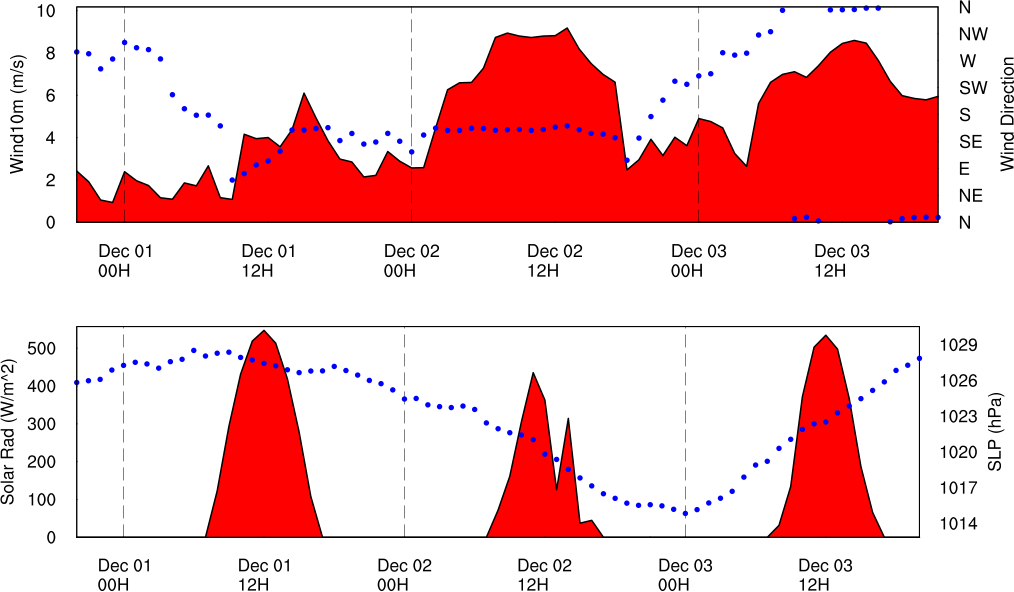 10
8
6
4
2
0
Wind10m (m/s)
N
NW
W
SW
S
SE
E
NE
N
Wind Direction
Dec 01
00H
Dec 01
12H
Dec 02
00H
Dec 02
12H
Dec 03
00H
Dec 03
12H
500
400
300
200
100
0
Solar Rad (W/m^2)
1029
1026
1023
1020
1017
1014
SLP (hPa)
Dec 01
00H
Dec 01
12H
Dec 02
00H
Dec 02
12H
Dec 03
00H
Dec 03
12H